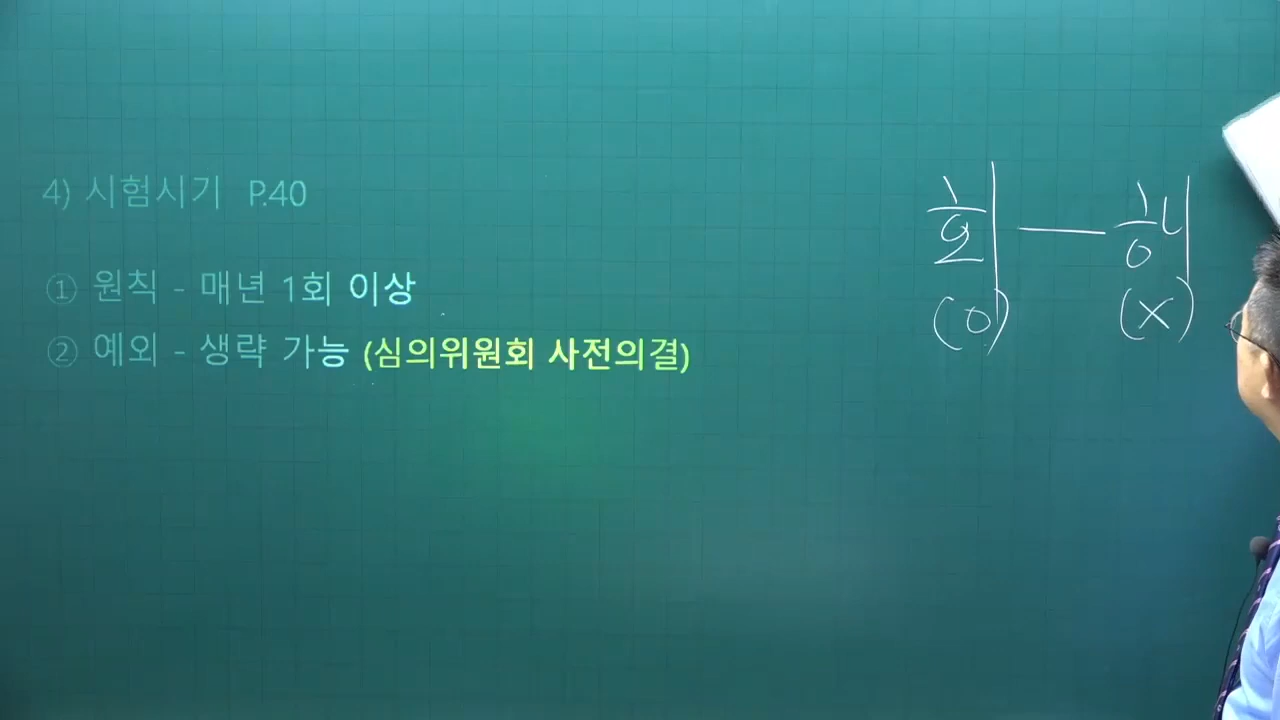 4) 시험시기 P.40
① 원칙 - 매년 1회 이상
② 예외 - 생략 가능 (심의위원회 사전의결)
회 — 해
(O) (X)